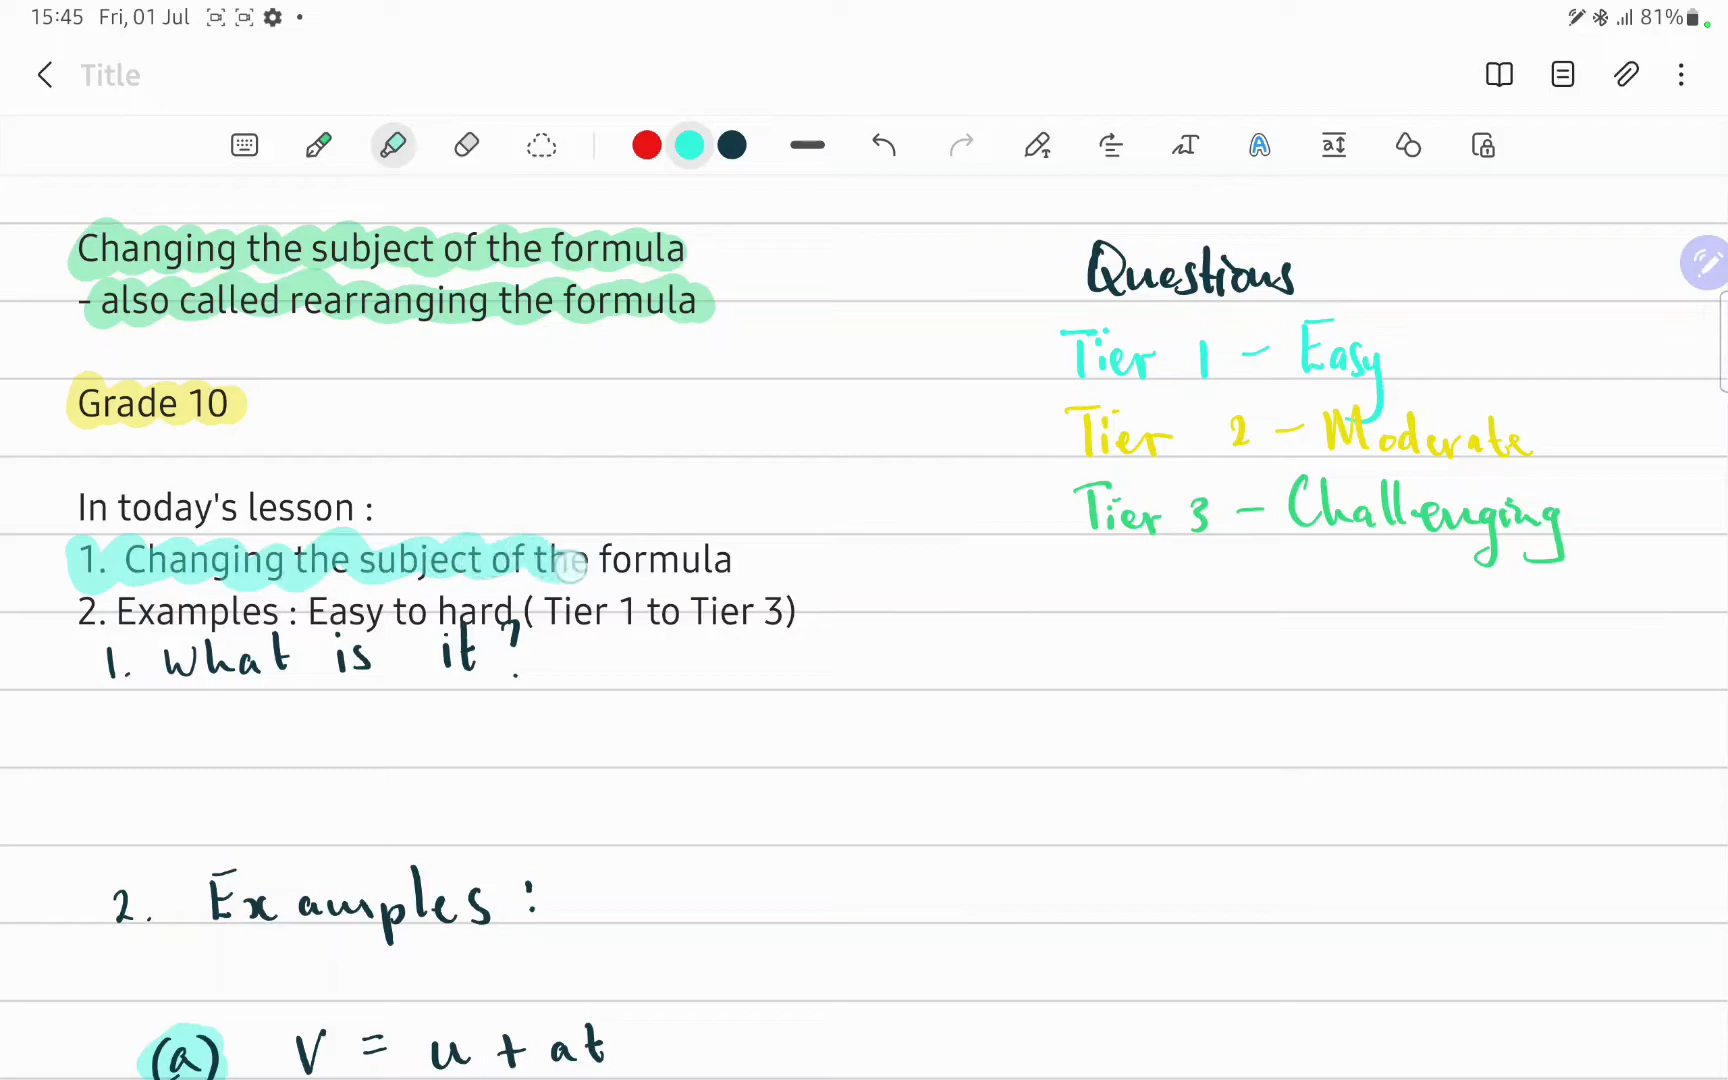 15:45 Fri, 01 Jul
81%
Title
Changing the subject of the formula
- also called rearranging the formula
Grade 10
In today's lesson :
1. Changing the subject of the formula
2. Examples : Easy to hard ( Tier 1 to Tier 3)
1. What is it?
2. Examples :
(a) V = u + at
Questions
Tier 1 - Easy
Tier 2 - Moderate
Tier 3 - Challenging